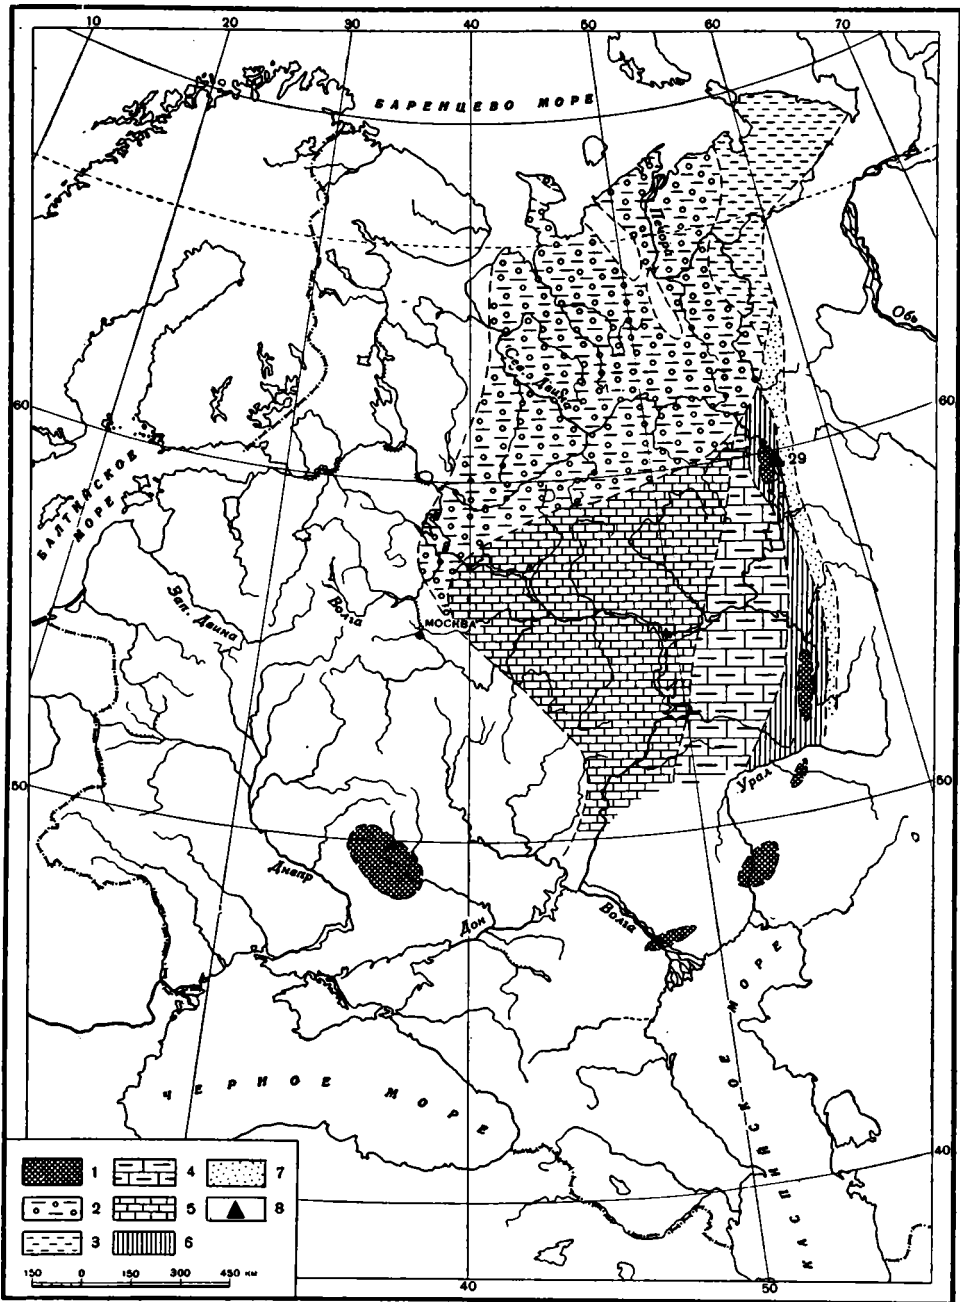 10 20 30 40 50 60 70
БАРЕНЦЕВО МОРЕ
Печора
Обь
Сев. Двина
60 60
29
БАЛТИЙСКОЕ
МОРЕ
Зап. Двина
Волга
МОСКВА
50 50
Урал
Днепр
Дон
Волга
ЧЕРНОЕ МОРЕ
КАСПИЙСКОЕ МОРЕ
40
1 4 7
2 5 8
3 6
150 0 150 300 450 км
40 50